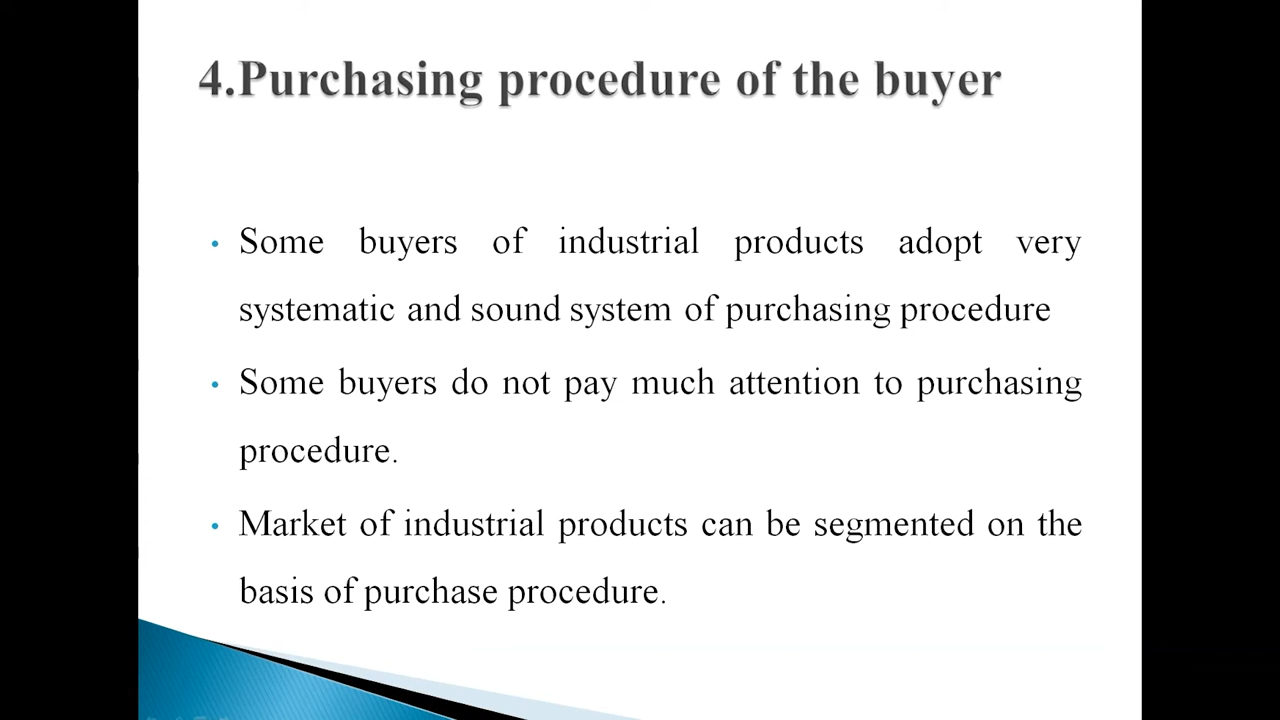 4.Purchasing procedure of the buyer
• Some buyers of industrial products adopt very
systematic and sound system of purchasing procedure
• Some buyers do not pay much attention to purchasing
procedure.
• Market of industrial products can be segmented on the
basis of purchase procedure.